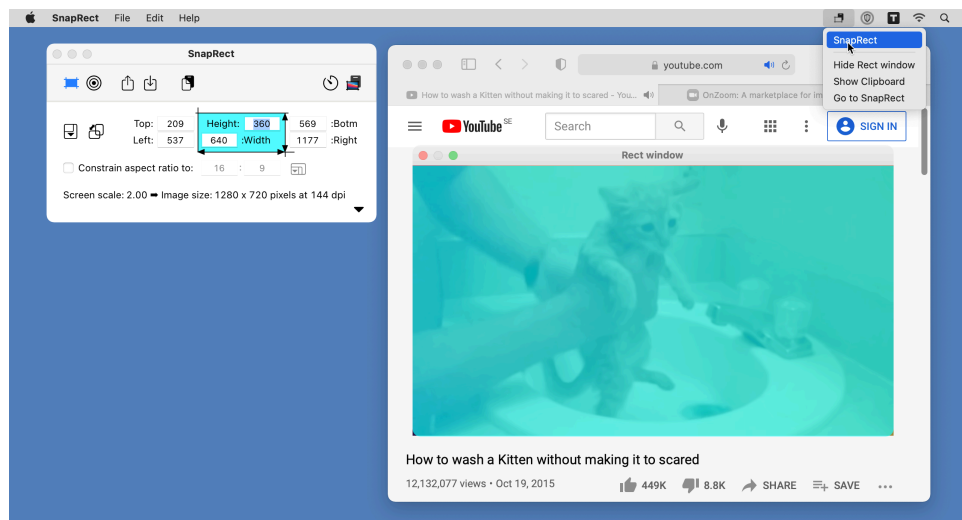 SnapRect File Edit Help
SnapRect
Hide Rect window
Show Clipboard
Go to SnapRect
SnapRect
Top: 209 Height: 360 569 :Botm
Left: 537 640 :Width 1177 :Right
Constrain aspect ratio to: 16 : 9
Screen scale: 2.00 ➡ Image size: 1280 x 720 pixels at 144 dpi
youtube.com
How to wash a Kitten without making it to scared - You...
OnZoom: A marketplace for im
YouTube SE
Search
SIGN IN
Rect window
How to wash a Kitten without making it to scared
12,132,077 views • Oct 19, 2015
449K 8.8K SHARE SAVE ...